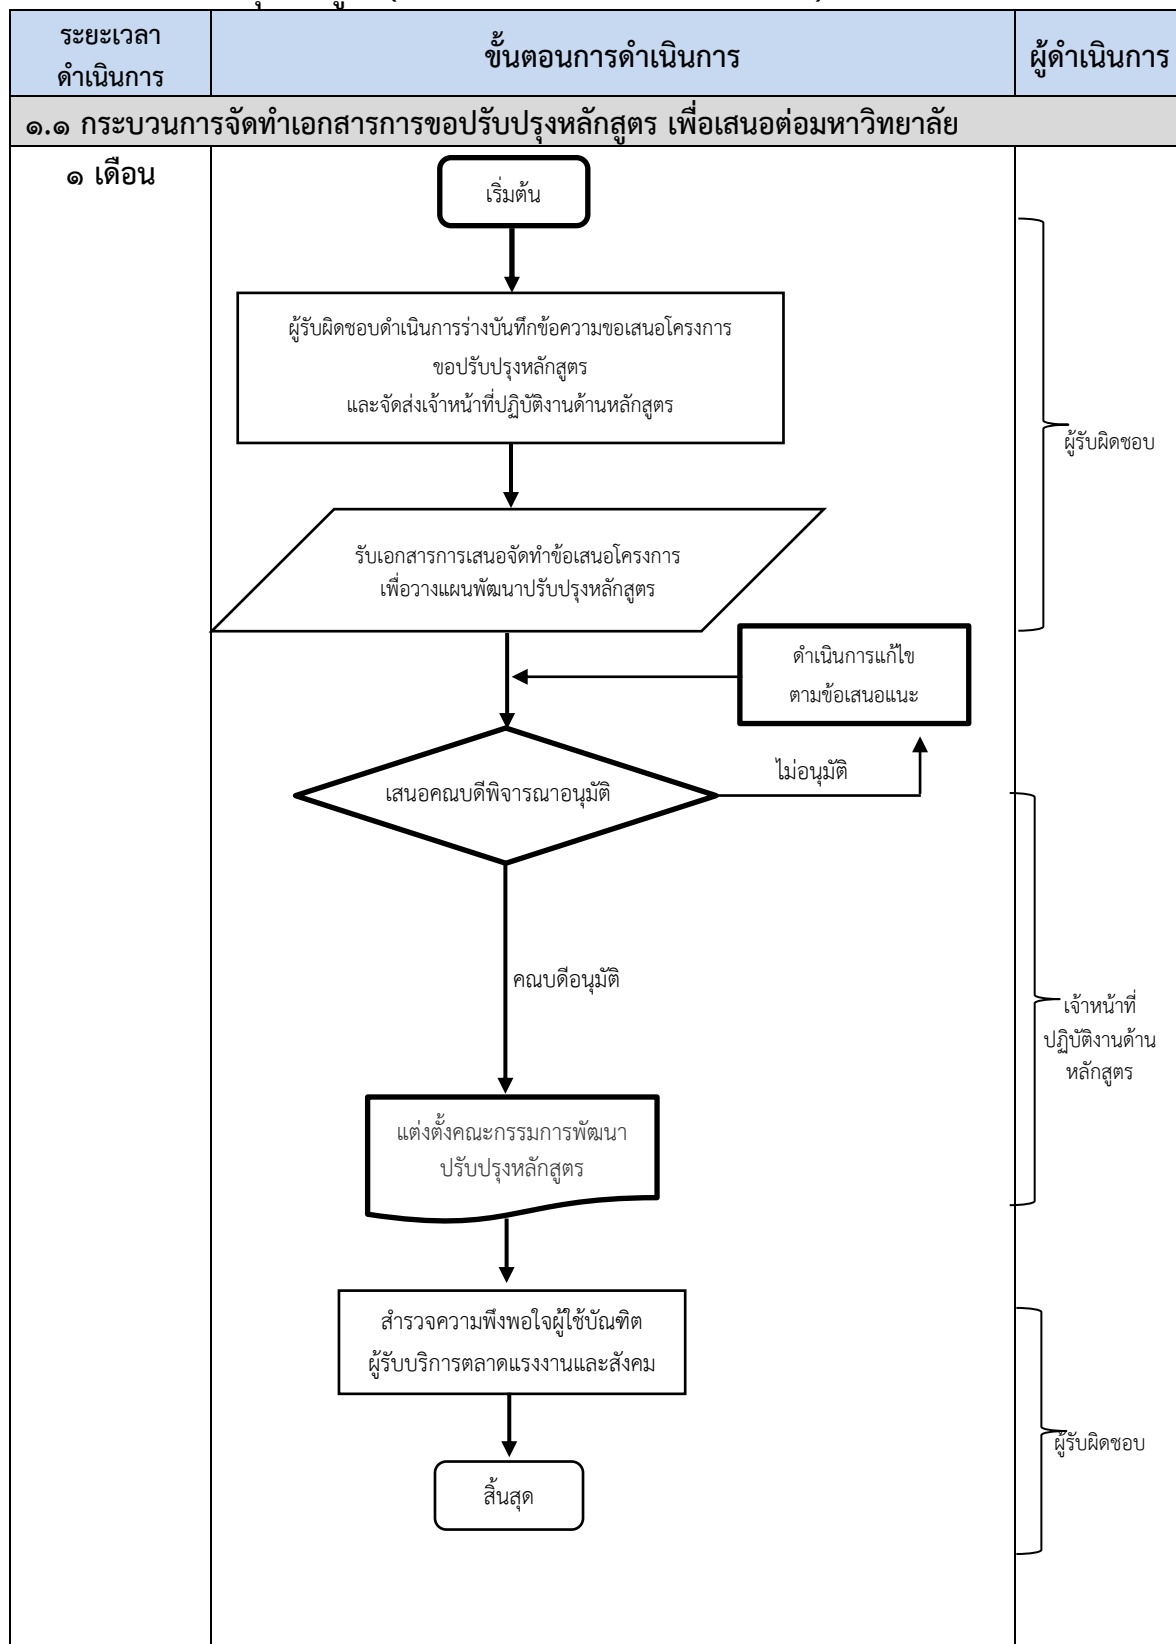 ระยะเวลา
ดำเนินการ
ขั้นตอนการดำเนินการ
ผู้ดำเนินการ
๑.๑ กระบวนการจัดทำเอกสารการขอปรับปรุงหลักสูตร เพื่อเสนอต่อมหาวิทยาลัย
๑ เดือน
เริ่มต้น
ผู้รับผิดชอบดำเนินการร่างบันทึกข้อความขอเสนอโครงการ
ขอปรับปรุงหลักสูตร
และจัดส่งเจ้าหน้าที่ปฏิบัติงานด้านหลักสูตร
ผู้รับผิดชอบ
รับเอกสารการเสนอจัดทำข้อเสนอโครงการ
เพื่อวางแผนพัฒนาปรับปรุงหลักสูตร
ดำเนินการแก้ไข
ตามข้อเสนอแนะ
ไม่อนุมัติ
เสนอคณบดีพิจารณาอนุมัติ
คณบดีอนุมัติ
เจ้าหน้าที่
ปฏิบัติงานด้าน
หลักสูตร
แต่งตั้งคณะกรรมการพัฒนา
ปรับปรุงหลักสูตร
สำรวจความพึงพอใจผู้ใช้บัณฑิต
ผู้รับบริการตลาดแรงงานและสังคม
ผู้รับผิดชอบ
สิ้นสุด